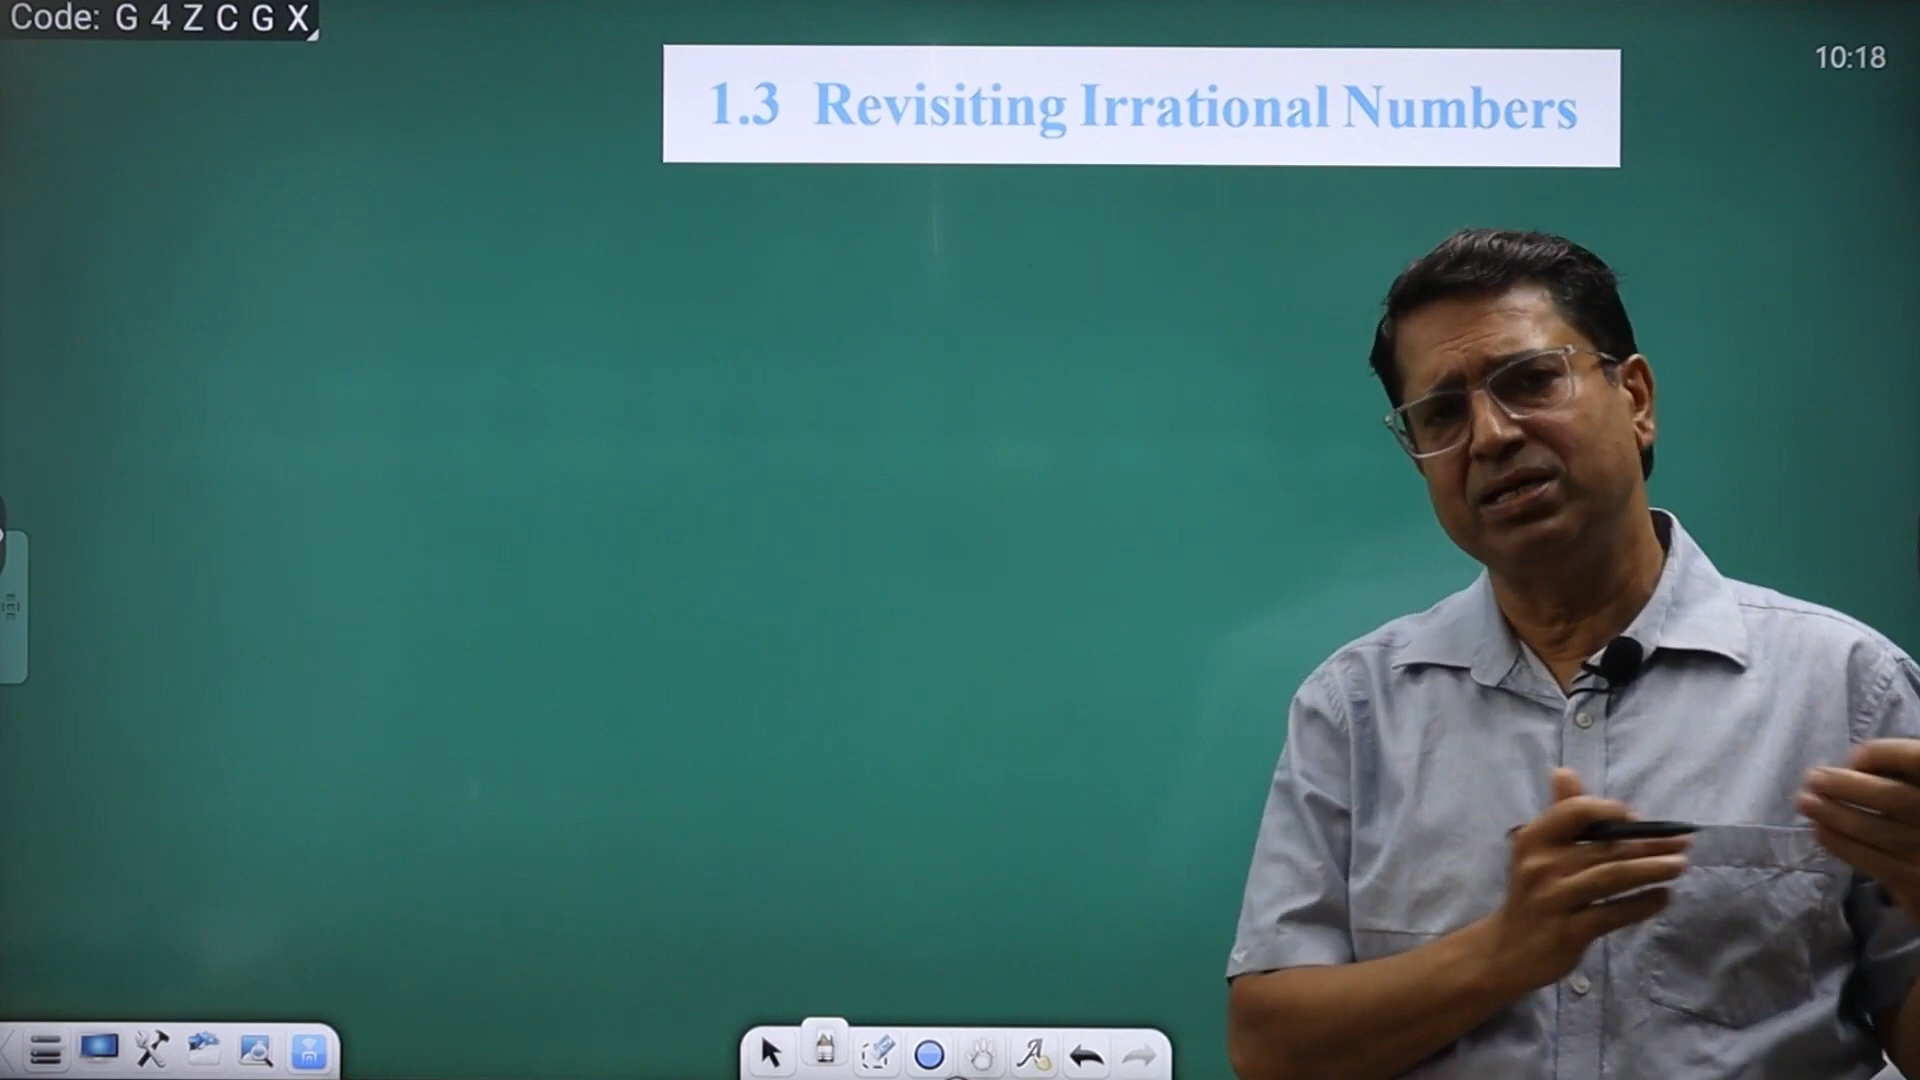 Code: G 4 Z C G X
10:18
1.3 Revisiting Irrational Numbers